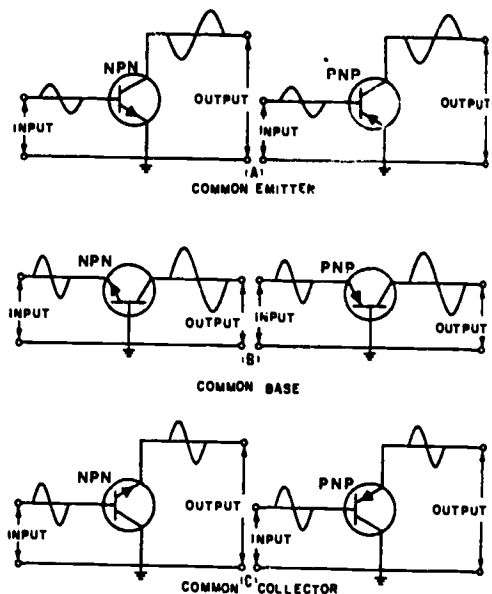 NPN
OUTPUT
INPUT
PNP
OUTPUT
INPUT
(A)
COMMON EMITTER
NPN
INPUT
OUTPUT
PNP
INPUT
OUTPUT
(B)
COMMON BASE
NPN
OUTPUT
INPUT
PNP
OUTPUT
INPUT
(C)
COMMON COLLECTOR